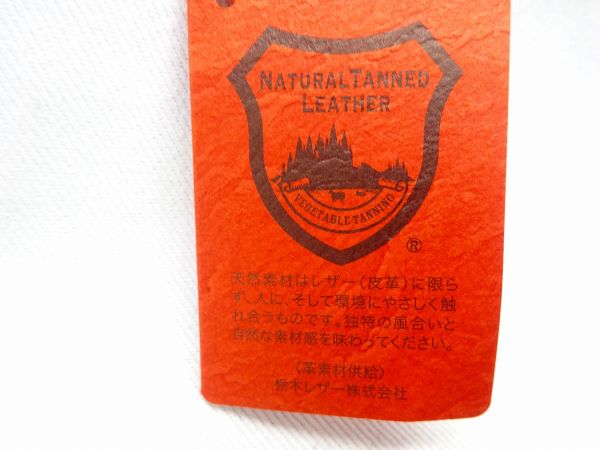 NATURALTANNED
LEATHER
VEGETABLE TANNING
®
天然素材はレザー（皮革）に限ら
ず、人に、そして環境にやさしく触
れ合うものです。独特の風合いと
自然な素材感を味わってください。
〈革素材供給〉
栃木レザー株式会社